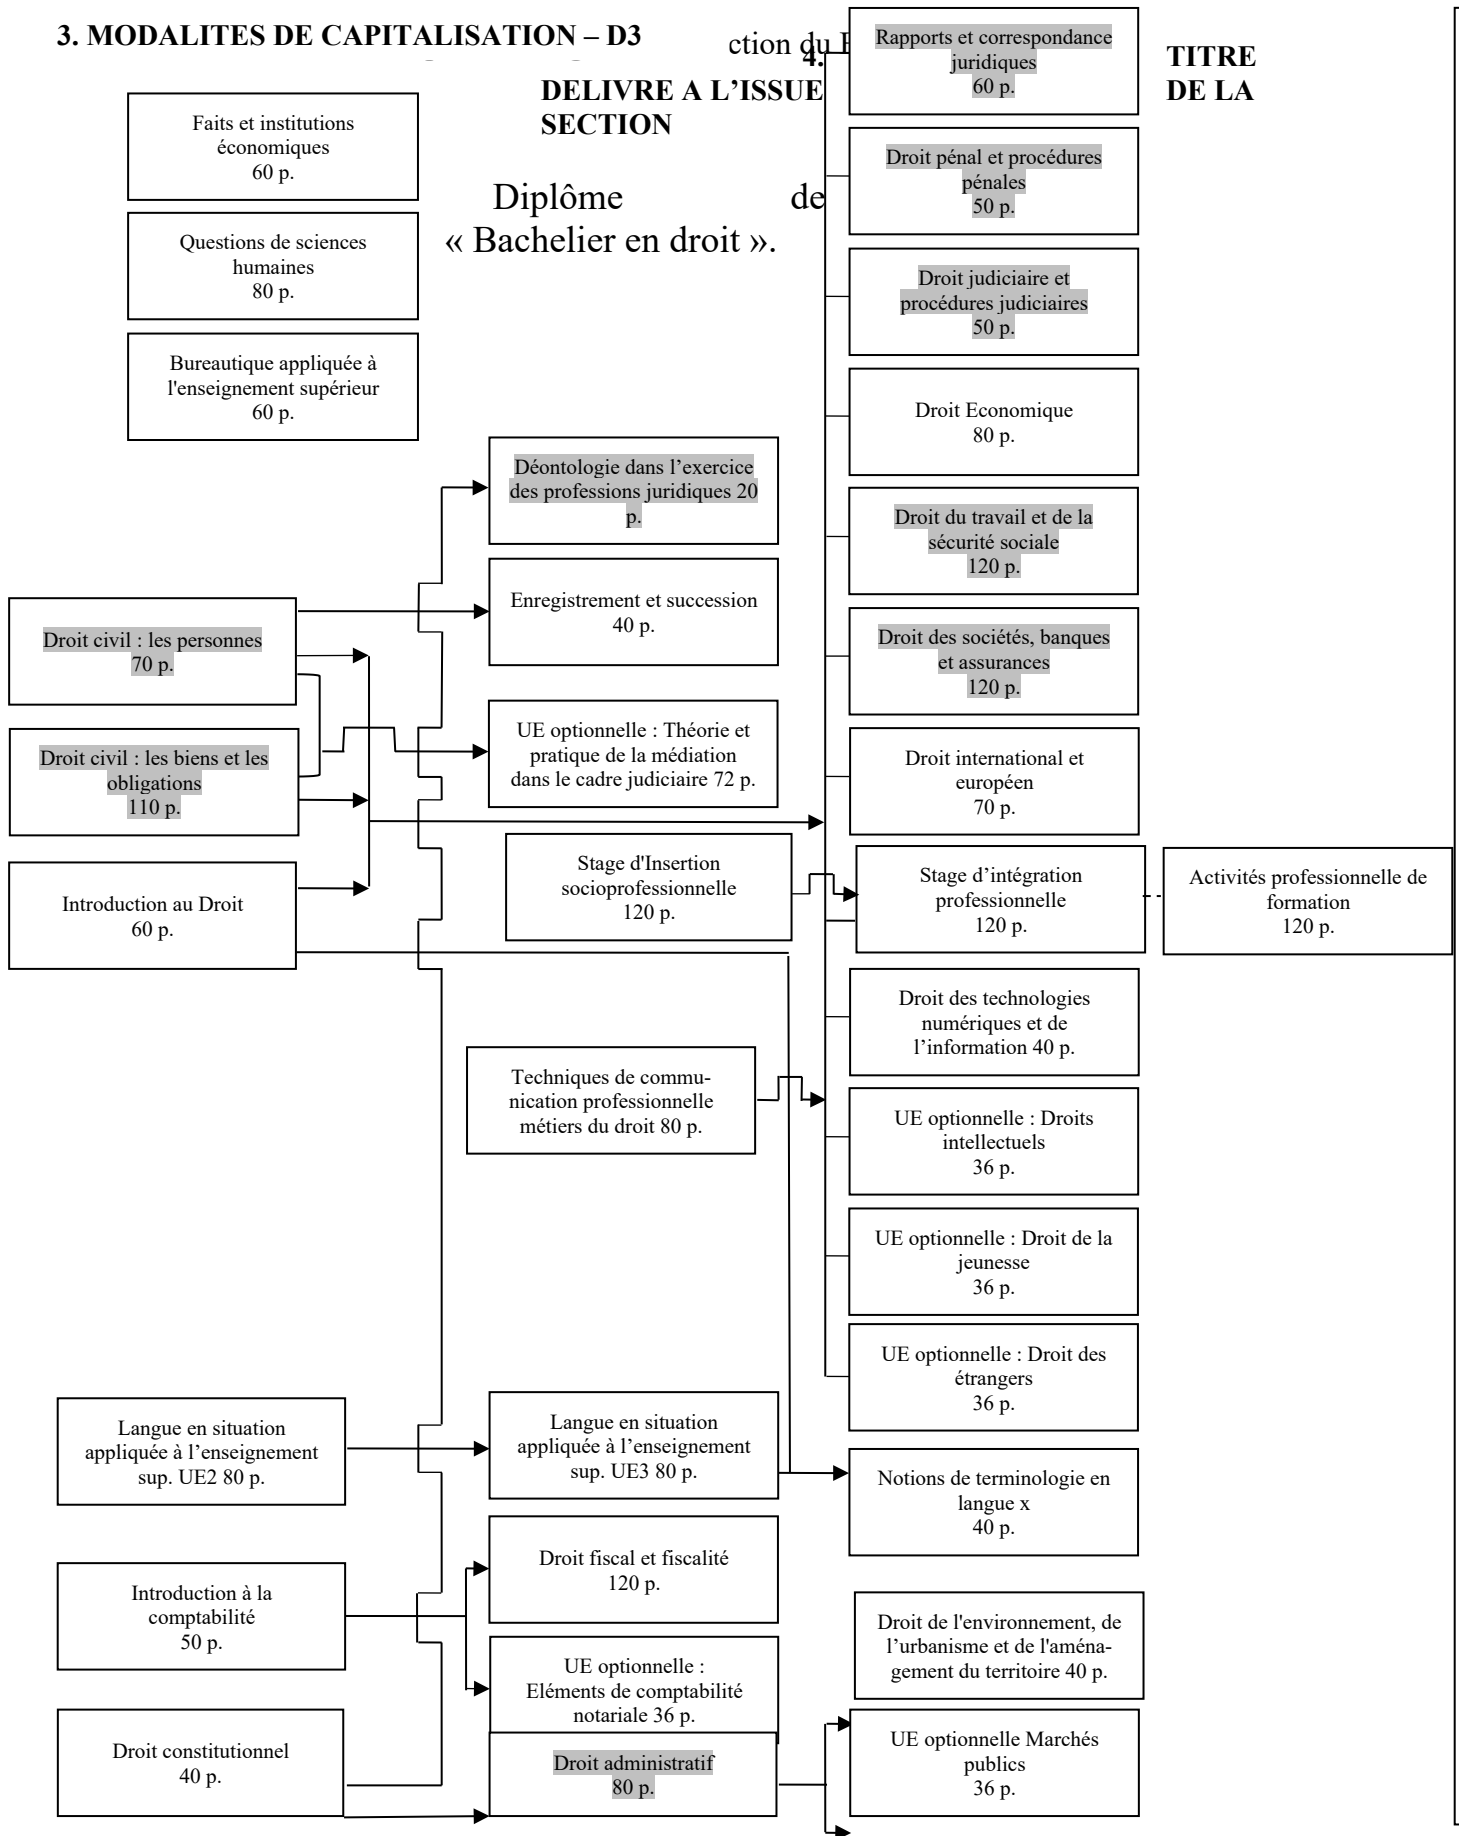 3. MODALITES DE CAPITALISATION – D3
ction du
4.
TITRE
DELIVRE A L’ISSUE
DE LA
SECTION
Diplôme de
« Bachelier en droit ».
Faits et institutions
économiques
60 p.
Questions de sciences
humaines
80 p.
Bureautique appliquée à
l'enseignement supérieur
60 p.
Droit civil : les personnes
70 p.
Droit civil : les biens et les
obligations
110 p.
Introduction au Droit
60 p.
Langue en situation
appliquée à l’enseignement
sup. UE2 80 p.
Introduction à la
comptabilité
50 p.
Droit constitutionnel
40 p.
Déontologie dans l’exercice
des professions juridiques 20
p.
Enregistrement et succession
40 p.
UE optionnelle : Théorie et
pratique de la médiation
dans le cadre judiciaire 72 p.
Stage d'Insertion
socioprofessionnelle
120 p.
Techniques de commu-
nication professionnelle
métiers du droit 80 p.
Langue en situation
appliquée à l’enseignement
sup. UE3 80 p.
Droit fiscal et fiscalité
120 p.
UE optionnelle :
Eléments de comptabilité
notariale 36 p.
Droit administratif
80 p.
Rapports et correspondance
juridiques
60 p.
Droit pénal et procédures
pénales
50 p.
Droit judiciaire et
procédures judiciaires
50 p.
Droit Economique
80 p.
Droit du travail et de la
sécurité sociale
120 p.
Droit des sociétés, banques
et assurances
120 p.
Droit international et
européen
70 p.
Stage d’intégration
professionnelle
120 p.
Activités professionnelle de
formation
120 p.
Droit des technologies
numériques et de
l’information 40 p.
UE optionnelle : Droits
intellectuels
36 p.
UE optionnelle : Droit de la
jeunesse
36 p.
UE optionnelle : Droit des
étrangers
36 p.
Notions de terminologie en
langue x
40 p.
Droit de l'environnement, de
l’urbanisme et de l'aména-
gement du territoire 40 p.
UE optionnelle Marchés
publics
36 p.